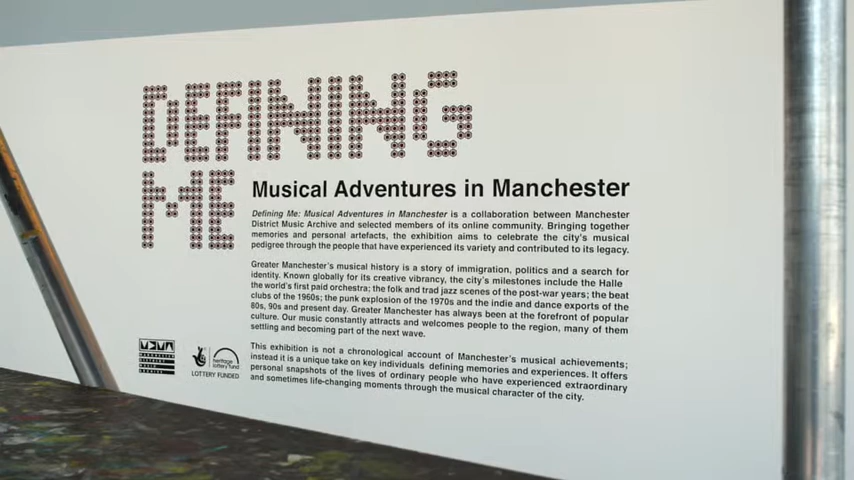 DEFINING
ME
Musical Adventures in Manchester
Defining Me: Musical Adventures in Manchester is a collaboration between Manchester
District Music Archive and selected members of its online community. Bringing together
memories and personal artefacts, the exhibition aims to celebrate the city's musical
pedigree through the people that have experienced its variety and contributed to its legacy.
Greater Manchester's musical history is a story of immigration, politics and a search for
identity. Known globally for its creative vibrancy, the city's milestones include the Halle
the world's first paid orchestra; the folk and trad jazz scenes of the post-war years; the beat
clubs of the 1960s; the punk explosion of the 1970s and the indie and dance exports of the
80s, 90s and present day. Greater Manchester has always been at the forefront of popular
culture. Our music constantly attracts and welcomes people to the region, many of them
settling and becoming part of the next wave.
This exhibition is not a chronological account of Manchester's musical achievements;
instead it is a unique take on key individuals defining memories and experiences. It offers
personal snapshots of the lives of ordinary people who have experienced extraordinary
and sometimes life-changing moments through the musical character of the city.
MDMA
MANCHESTER
DISTRICT
MUSIC
ARCHIVE
heritage
lottery fund
LOTTERY FUNDED